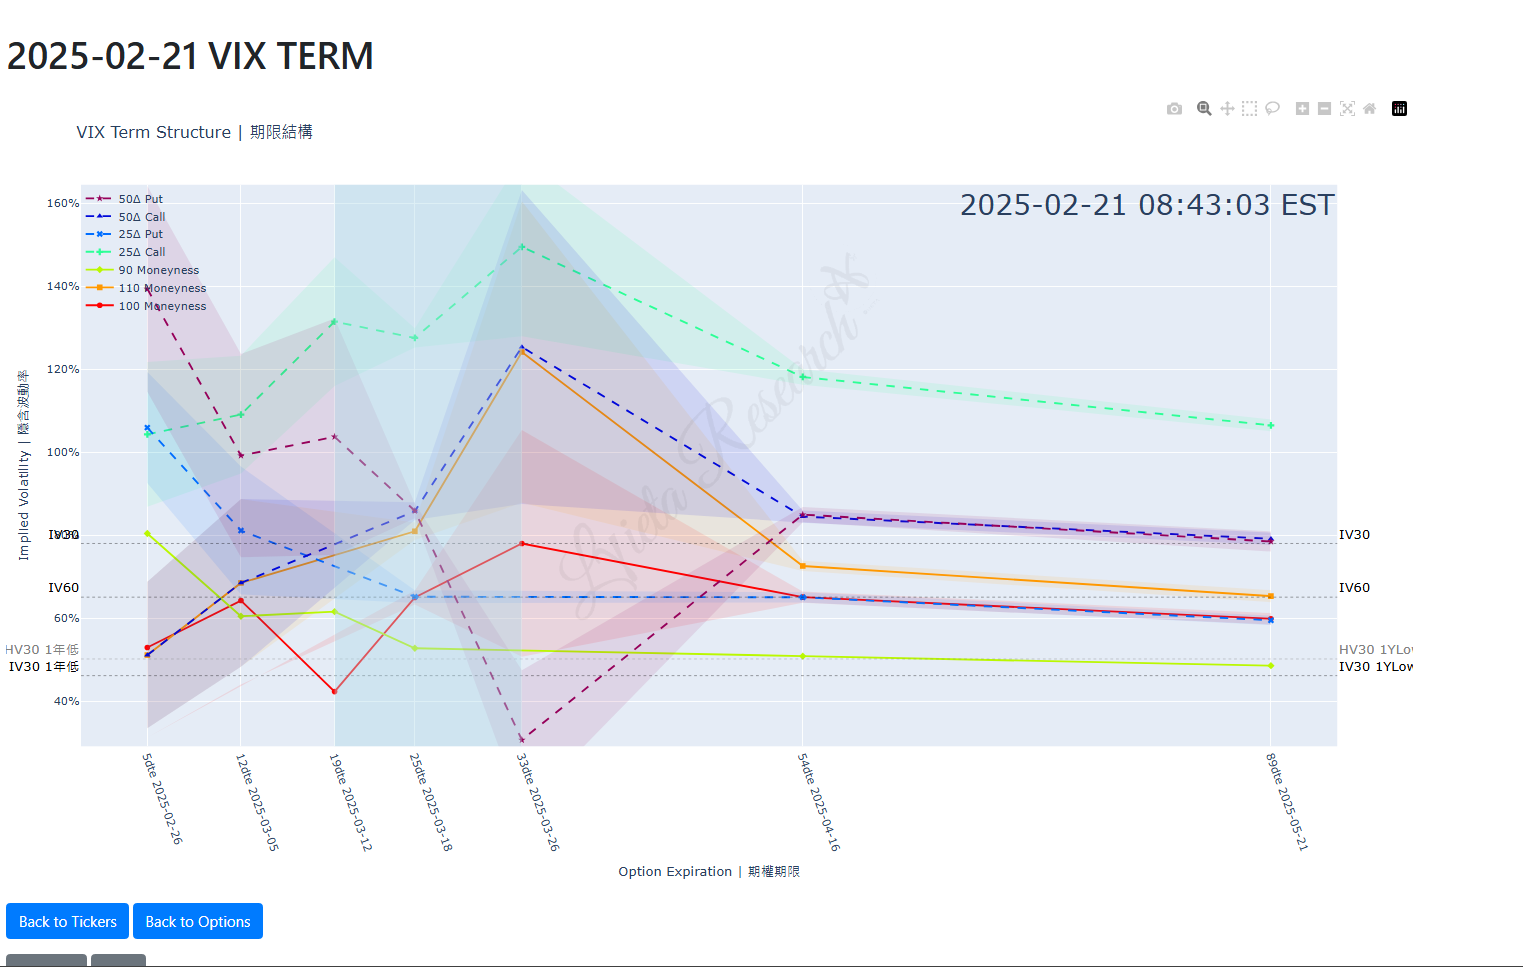 2025-02-21 VIX TERM
VIX Term Structure | 期限結構
2025-02-21 08:43:03 EST
50Δ Put
50Δ Call
25Δ Put
25Δ Call
90 Moneyness
110 Moneyness
100 Moneyness
160%
140%
120%
100%
60%
40%
Implied Volatility | 隱含波動率
IV30
IV60
HV30 1年低
IV30 1年低
IV30
IV60
HV30 1YLow
IV30 1YLow
Lrieta Research
5dte 2025-02-26
12dte 2025-03-05
19dte 2025-03-12
25dte 2025-03-18
33dte 2025-03-26
54dte 2025-04-16
89dte 2025-05-21
Option Expiration | 期權期限
Back to Tickers
Back to Options